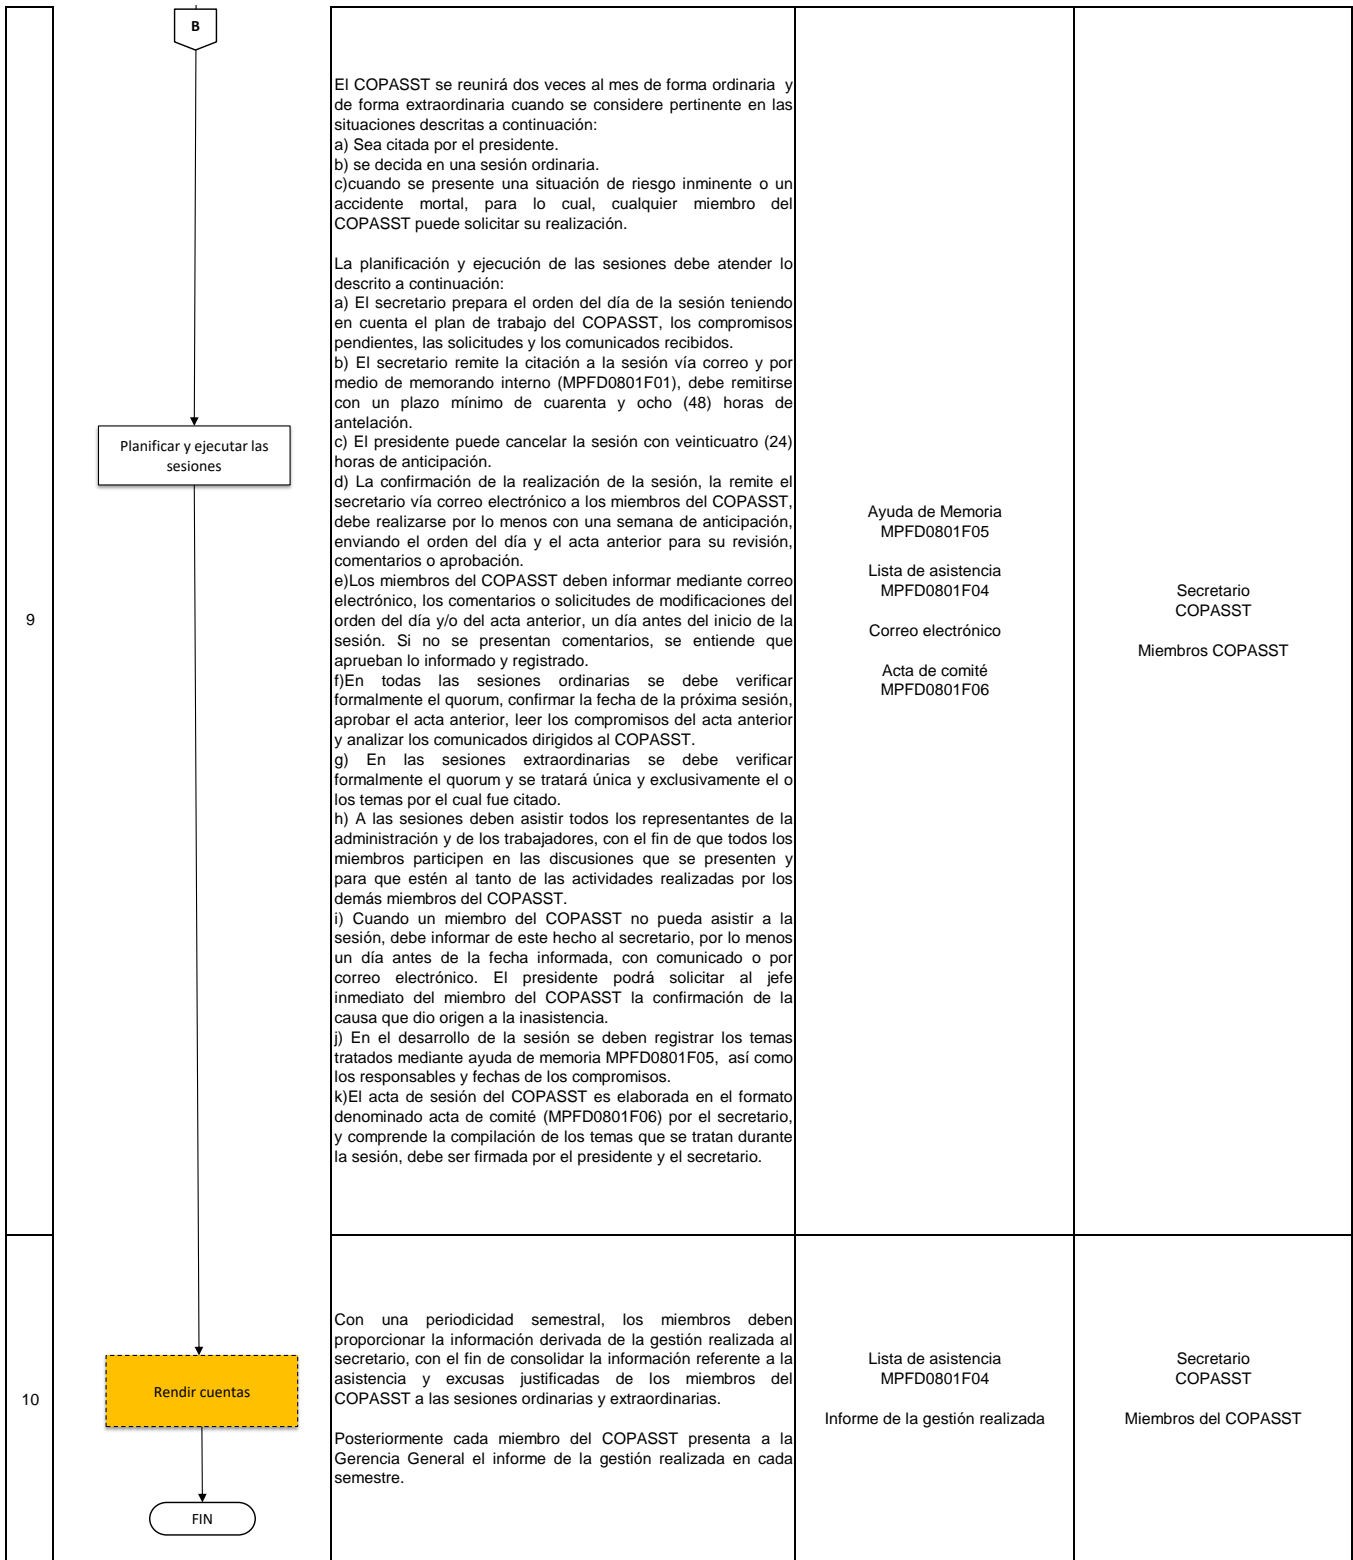 B
El COPASST se reunirá dos veces al mes de forma ordinaria y
de forma extraordinaria cuando se considere pertinente en las
situaciones descritas a continuación:
a) Sea citada por el presidente.
b) se decida en una sesión ordinaria.
c)cuando se presente una situación de riesgo inminente o un
accidente mortal, para lo cual, cualquier miembro del
COPASST puede solicitar su realización.
La planificación y ejecución de las sesiones debe atender lo
descrito a continuación:
a) El secretario prepara el orden del día de la sesión teniendo
en cuenta el plan de trabajo del COPASST, los compromisos
pendientes, las solicitudes y los comunicados recibidos.
b) El secretario remite la citación a la sesión vía correo y por
medio de memorando interno (MPFD0801F01), debe remitirse
con un plazo mínimo de cuarenta y ocho (48) horas de
antelación.
c) El presidente puede cancelar la sesión con veinticuatro (24)
horas de anticipación.
d) La confirmación de la realización de la sesión, la remite el
secretario vía correo electrónico a los miembros del COPASST,
debe realizarse por lo menos con una semana de anticipación,
enviando el orden del día y el acta anterior para su revisión,
comentarios o aprobación.
e)Los miembros del COPASST deben informar mediante correo
electrónico, los comentarios o solicitudes de modificaciones del
orden del día y/o del acta anterior, un día antes del inicio de la
sesión. Si no se presentan comentarios, se entiende que
aprueban lo informado y registrado.
f)En todas las sesiones ordinarias se debe verificar
formalmente el quorum, confirmar la fecha de la próxima sesión,
aprobar el acta anterior, leer los compromisos del acta anterior
y analizar los comunicados dirigidos al COPASST.
g) En las sesiones extraordinarias se debe verificar
formalmente el quorum y se tratará única y exclusivamente el o
los temas por el cual fue citado.
h) A las sesiones deben asistir todos los representantes de la
administración y de los trabajadores, con el fin de que todos los
miembros participen en las discusiones que se presenten y
para que estén al tanto de las actividades realizadas por los
demás miembros del COPASST.
i) Cuando un miembro del COPASST no pueda asistir a la
sesión, debe informar de este hecho al secretario, por lo menos
un día antes de la fecha informada, con comunicado o por
correo electrónico. El presidente podrá solicitar al jefe
inmediato del miembro del COPASST la confirmación de la
causa que dio origen a la inasistencia.
j) En el desarrollo de la sesión se deben registrar los temas
tratados mediante ayuda de memoria MPFD0801F05, así como
los responsables y fechas de los compromisos.
k)El acta de sesión del COPASST es elaborada en el formato
denominado acta de comité (MPFD0801F06) por el secretario,
y comprende la compilación de los temas que se tratan durante
la sesión, debe ser firmada por el presidente y el secretario.
9
Planificar y ejecutar las
sesiones
Ayuda de Memoria
MPFD0801F05
Lista de asistencia
MPFD0801F04
Correo electrónico
Acta de comité
MPFD0801F06
Secretario
COPASST
Miembros COPASST
10
Rendir cuentas
FIN
Con una periodicidad semestral, los miembros deben
proporcionar la información derivada de la gestión realizada al
secretario, con el fin de consolidar la información referente a la
asistencia y excusas justificadas de los miembros del
COPASST a las sesiones ordinarias y extraordinarias.
Posteriormente cada miembro del COPASST presenta a la
Gerencia General el informe de la gestión realizada en cada
semestre.
Lista de asistencia
MPFD0801F04
Informe de la gestión realizada
Secretario
COPASST
Miembros del COPASST